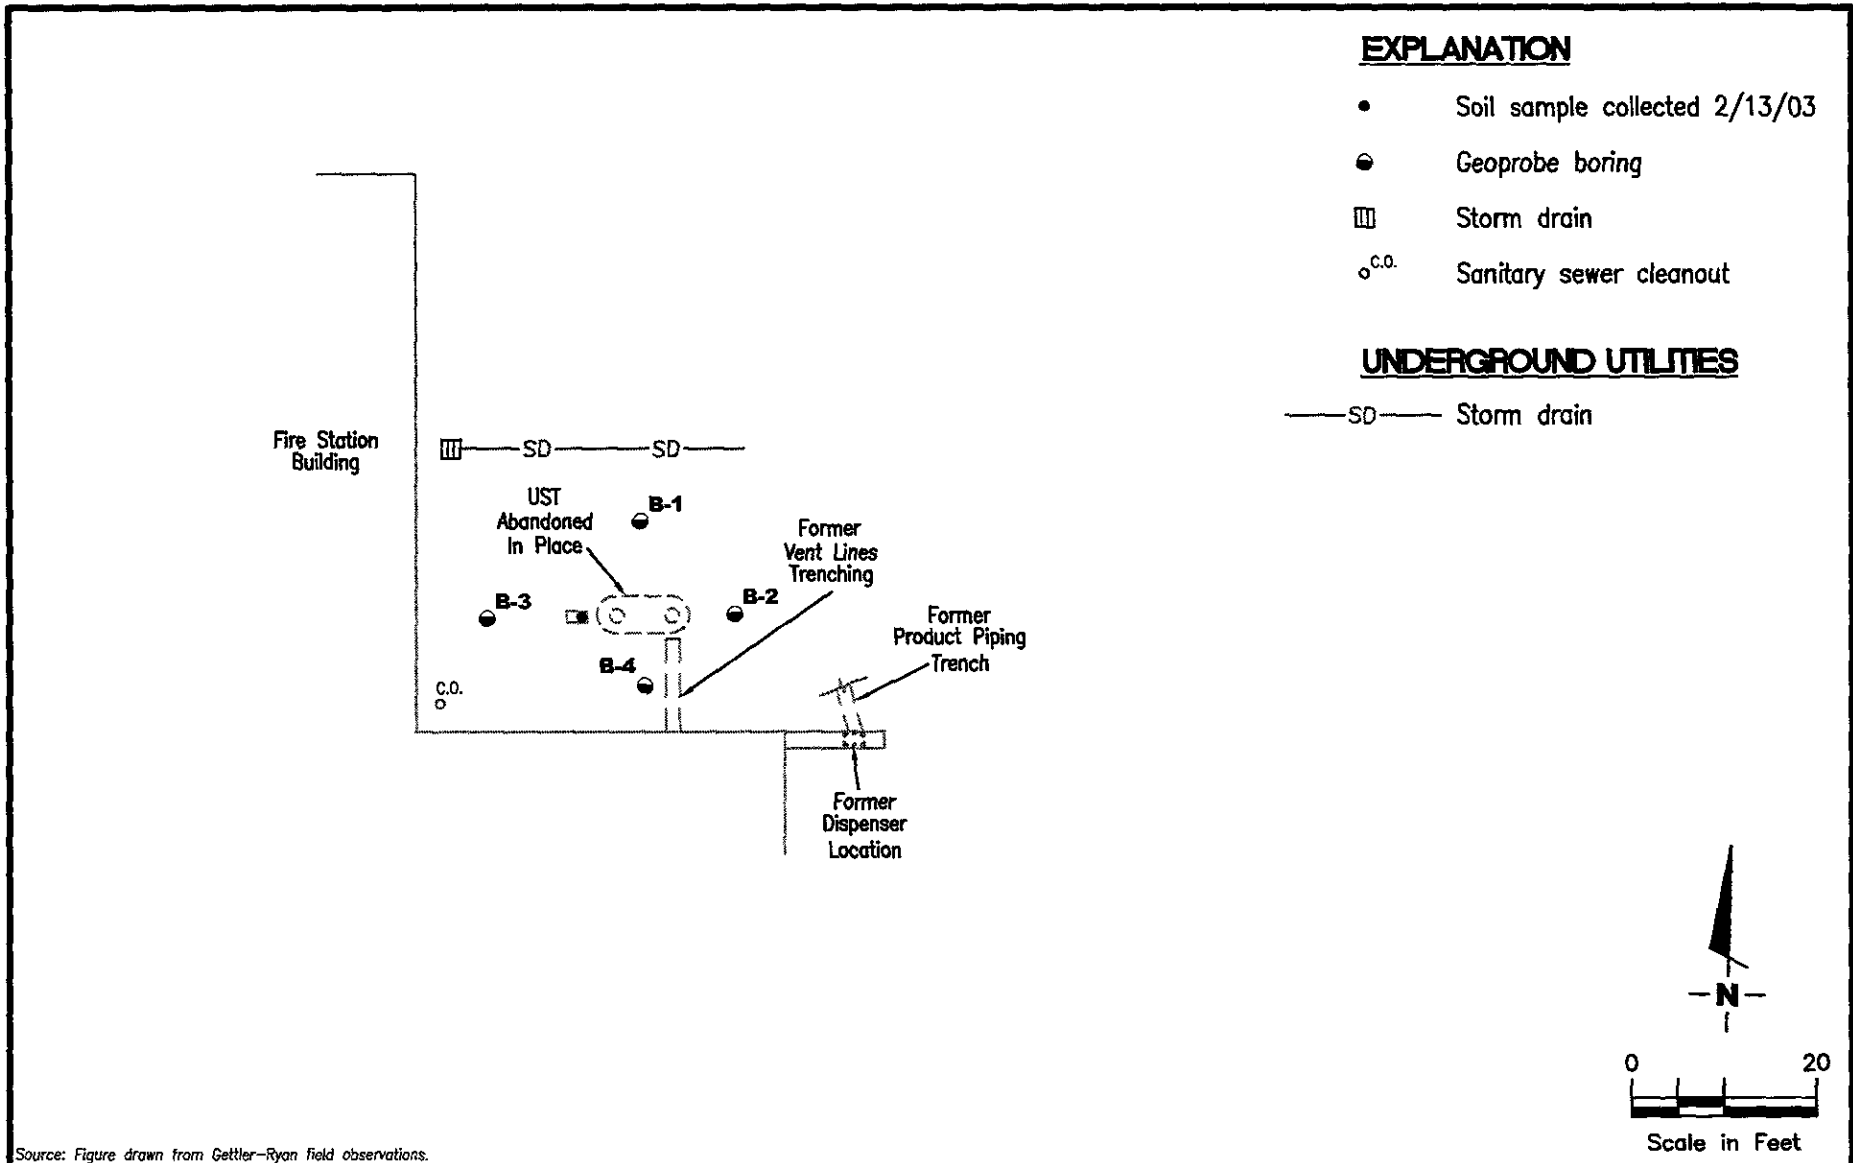 EXPLANATION
Soil sample collected 2/13/03
Geoprobe boring
Storm drain
C.O.
Sanitary sewer cleanout
UNDERGROUND UTILITIES
SD
Storm drain
Fire Station
Building
SD
SD
UST
Abandoned
In Place
B-1
Former
Vent Lines
Trenching
B-3
B-2
Former
Product Piping
Trench
B-4
C.O.
Former
Dispenser
Location
N
0
20
Scale in Feet
Source: Figure drawn from Gettler-Ryan field observations.